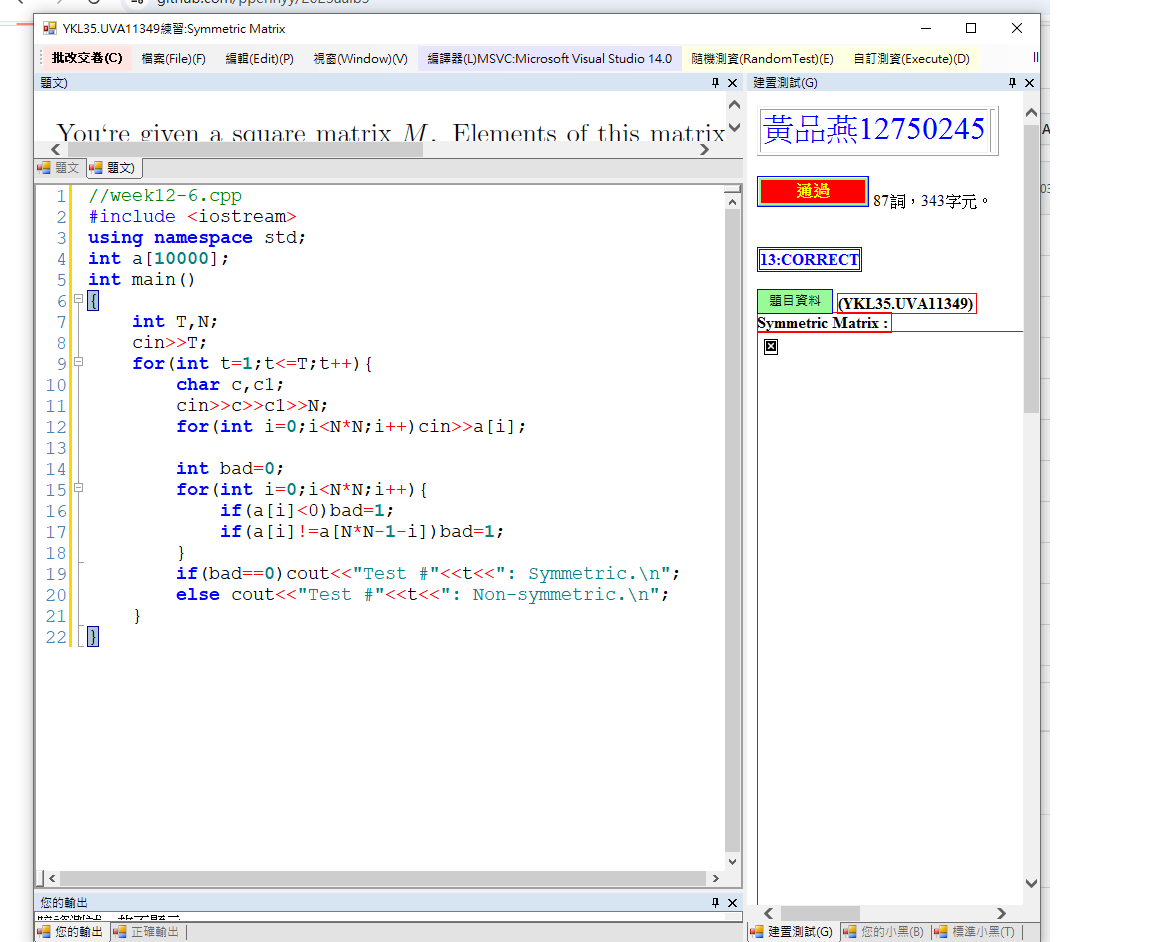 YKL35.UVA11349練習:Symmetric Matrix
批改交卷(C) 檔案(File)(F) 編輯(Edit)(P) 視窗(Window)(V) 編譯器(L)MSVC:Microsoft Visual Studio 14.0 隨機測資(RandomTest)(E) 自訂測資(Execute)(D)
題文)
You‘re given a square matrix M. Elements of this matrix
題文 題文)
1 //week12-6.cpp
2 #include <iostream>
3 using namespace std;
4 int a[10000];
5 int main()
6 {
7 int T,N;
8 cin>>T;
9 for(int t=1;t<=T;t++){
10 char c,c1;
11 cin>>c>>c1>>N;
12 for(int i=0;i<N*N;i++)cin>>a[i];
13
14 int bad=0;
15 for(int i=0;i<N*N;i++){
16 if(a[i]<0)bad=1;
17 if(a[i]!=a[N*N-1-i])bad=1;
18 }
19 if(bad==0)cout<<"Test #"<<t<<": Symmetric.\n";
20 else cout<<"Test #"<<t<<": Non-symmetric.\n";
21 }
22 }
您的輸出
您的輸出 正確輸出
建置測試(G)
黃品燕12750245
通過 87詞，343字元。
13:CORRECT
題目資料 (YKL35.UVA11349)
Symmetric Matrix :
建置測試(G) 您的小黑(B) 標準小黑(T)